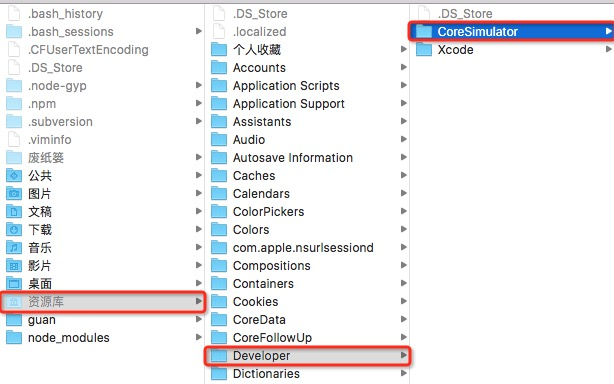 .bash_history
.bash_sessions
.CFUserTextEncoding
.DS_Store
.node-gyp
.npm
.subversion
.viminfo
废纸篓
公共
图片
文稿
下载
音乐
影片
桌面
资源库
guan
node_modules
.DS_Store
.localized
个人收藏
Accounts
Application Scripts
Application Support
Assistants
Audio
Autosave Information
Caches
Calendars
ColorPickers
Colors
com.apple.nsurlsessiond
Compositions
Containers
Cookies
CoreData
CoreFollowUp
Developer
Dictionaries
.DS_Store
CoreSimulator
Xcode